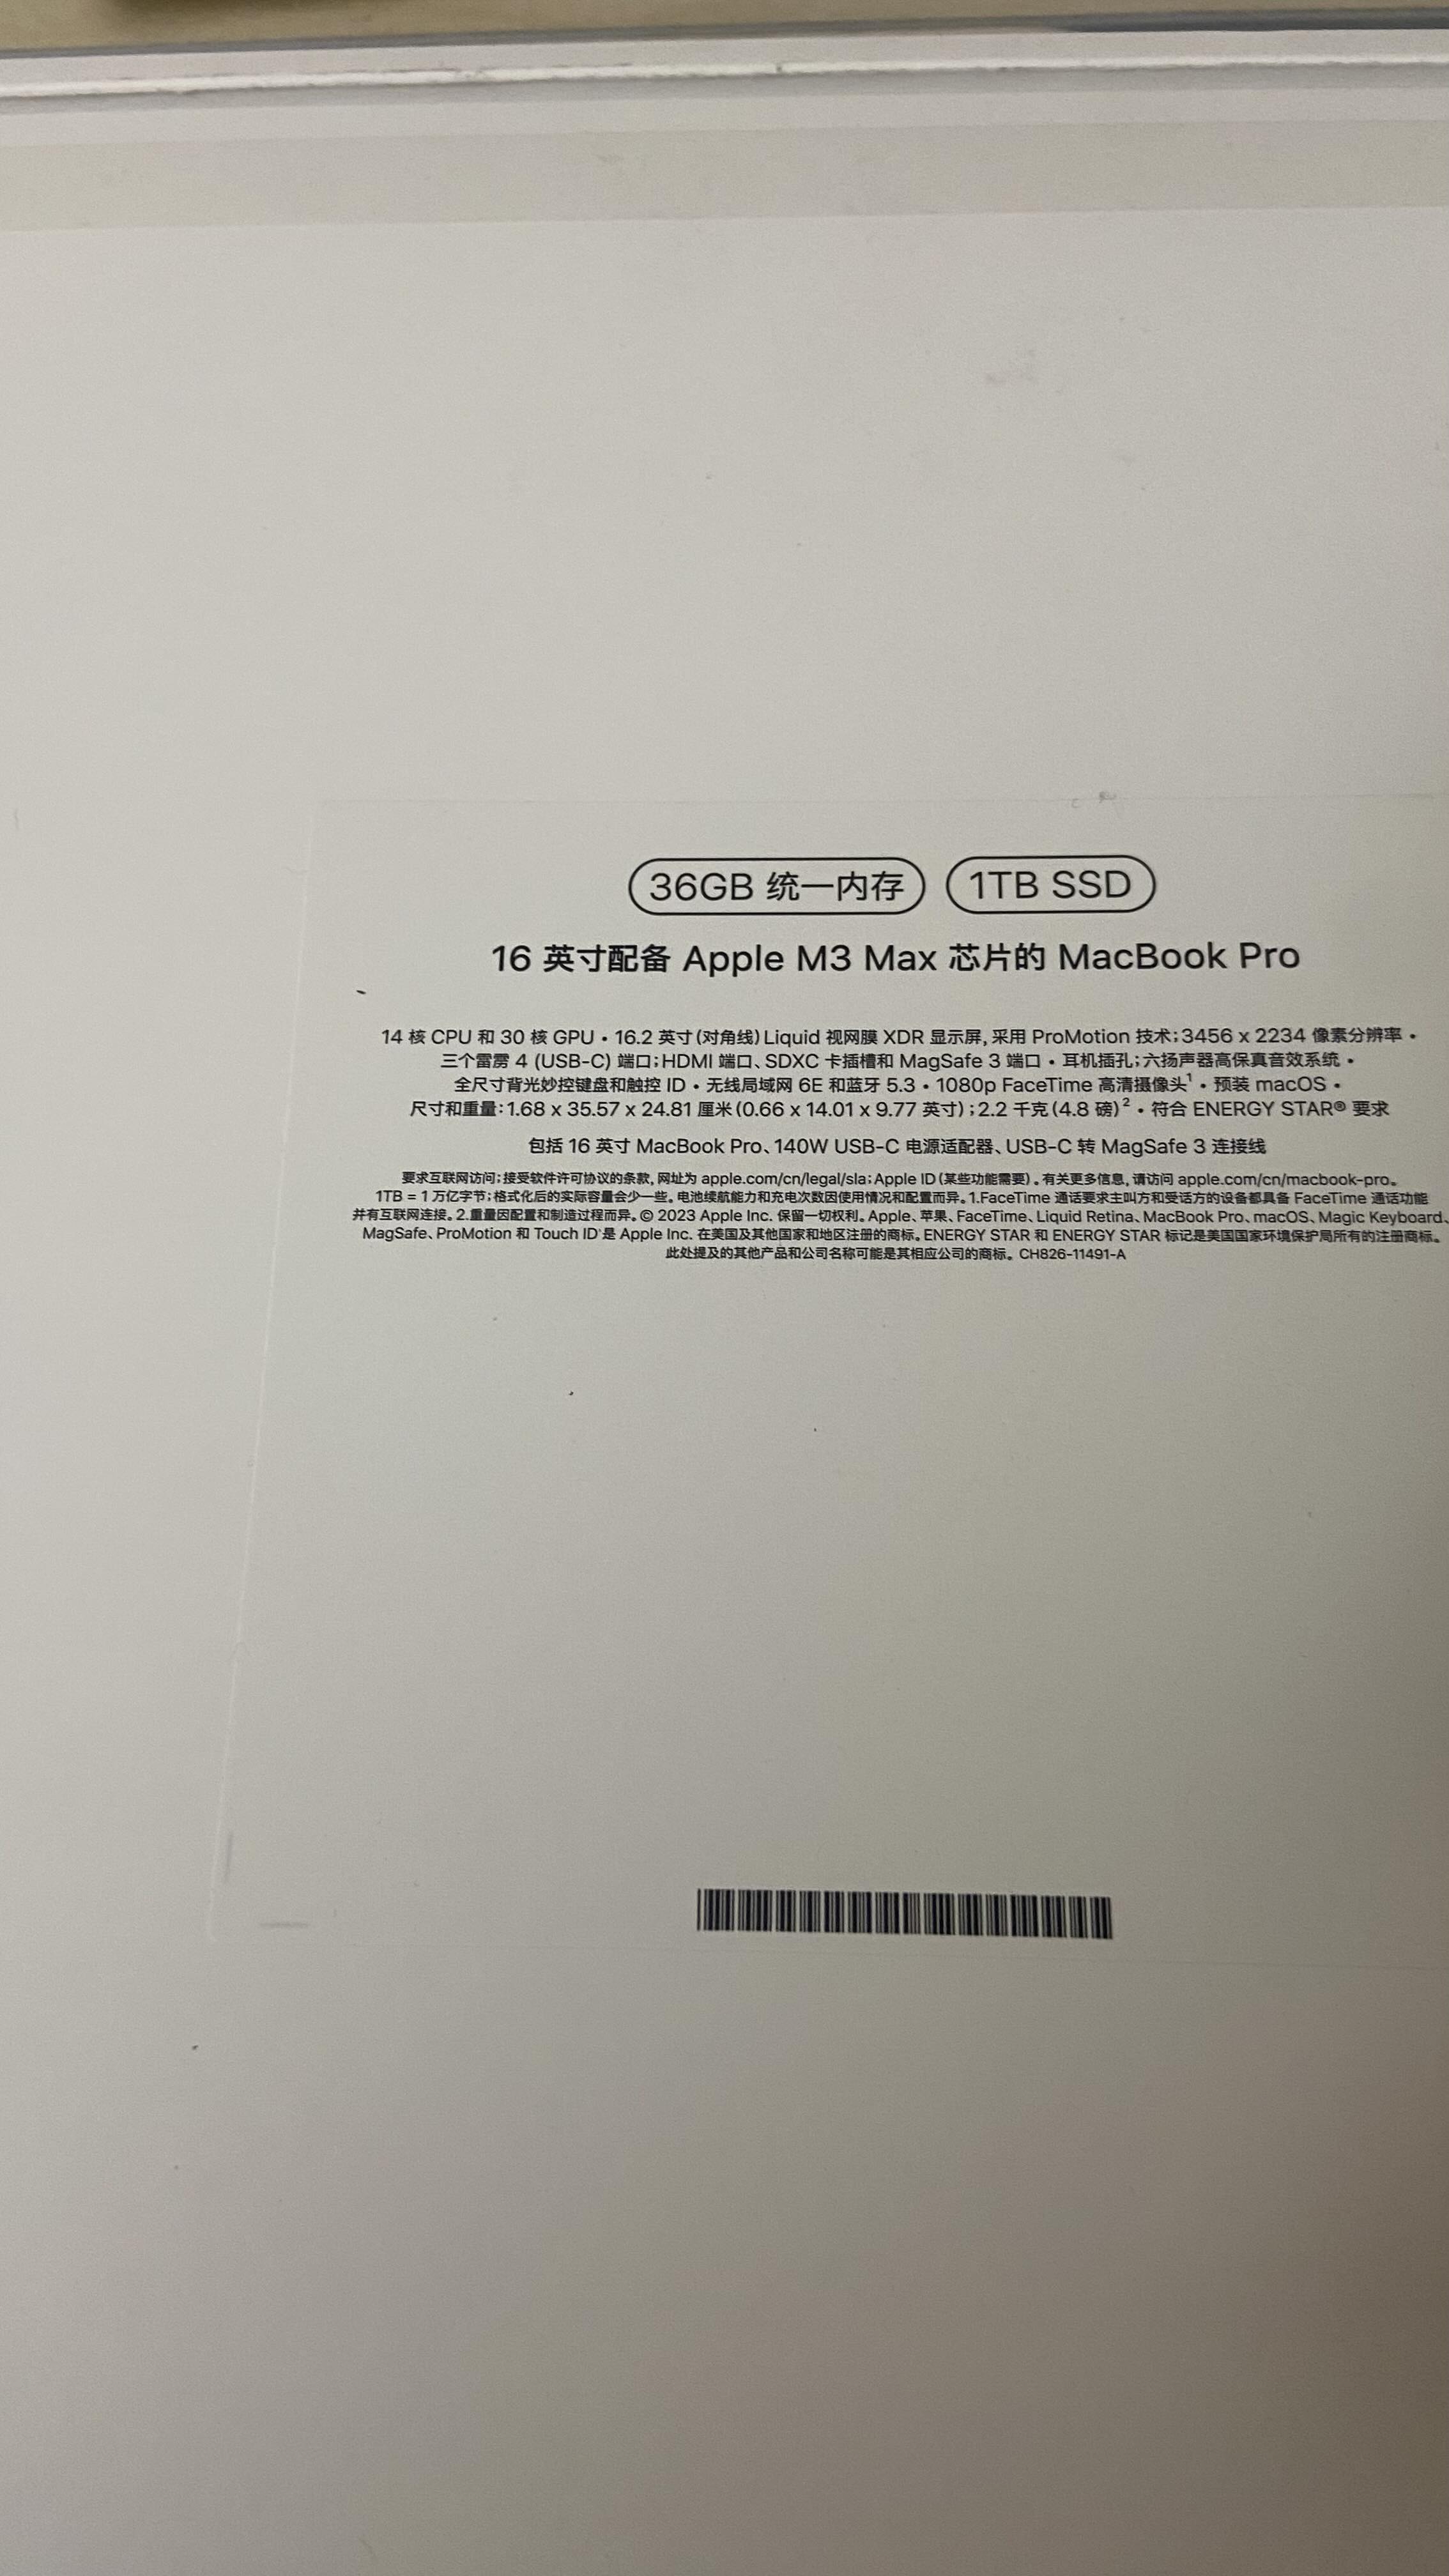 36GB 统一内存 1TB SSD
16 英寸配备 Apple M3 Max 芯片的 MacBook Pro
14 核 CPU 和 30 核 GPU • 16.2 英寸(对角线) Liquid 视网膜 XDR 显示屏, 采用 ProMotion 技术; 3456 x 2234 像素分辨率 •
三个雷雳 4 (USB-C) 端口; HDMI 端口、SDXC 卡插槽和 MagSafe 3 端口 • 耳机插孔; 六扬声器高保真音效系统 •
全尺寸背光妙控键盘和触控 ID • 无线局域网 6E 和蓝牙 5.3 • 1080p FaceTime 高清摄像头¹ • 预装 macOS •
尺寸和重量: 1.68 x 35.57 x 24.81 厘米 (0.66 x 14.01 x 9.77 英寸) ; 2.2 千克 (4.8 磅)² • 符合 ENERGY STAR® 要求
包括 16 英寸 MacBook Pro、140W USB-C 电源适配器、USB-C 转 MagSafe 3 连接线
要求互联网访问; 接受软件许可协议的条款, 网址为 apple.com/cn/legal/sla; Apple ID (某些功能需要) 。有关更多信息, 请访问 apple.com/cn/macbook-pro。
1TB = 1 万亿字节; 格式化后的实际容量会少一些。电池续航能力和充电次数因使用情况和配置而异。1.FaceTime 通话要求主叫方和受话方的设备都具备 FaceTime 通话功能
并有互联网连接。2.重量因配置和制造过程而异。© 2023 Apple Inc. 保留一切权利。Apple、苹果、FaceTime、Liquid Retina、MacBook Pro、macOS、Magic Keyboard、
MagSafe、ProMotion 和 Touch ID 是 Apple Inc. 在美国及其他国家和地区注册的商标。ENERGY STAR 和 ENERGY STAR 标记是美国国家环境保护局所有的注册商标。
此处提及的其他产品和公司名称可能是其相应公司的商标。CH826-11491-A